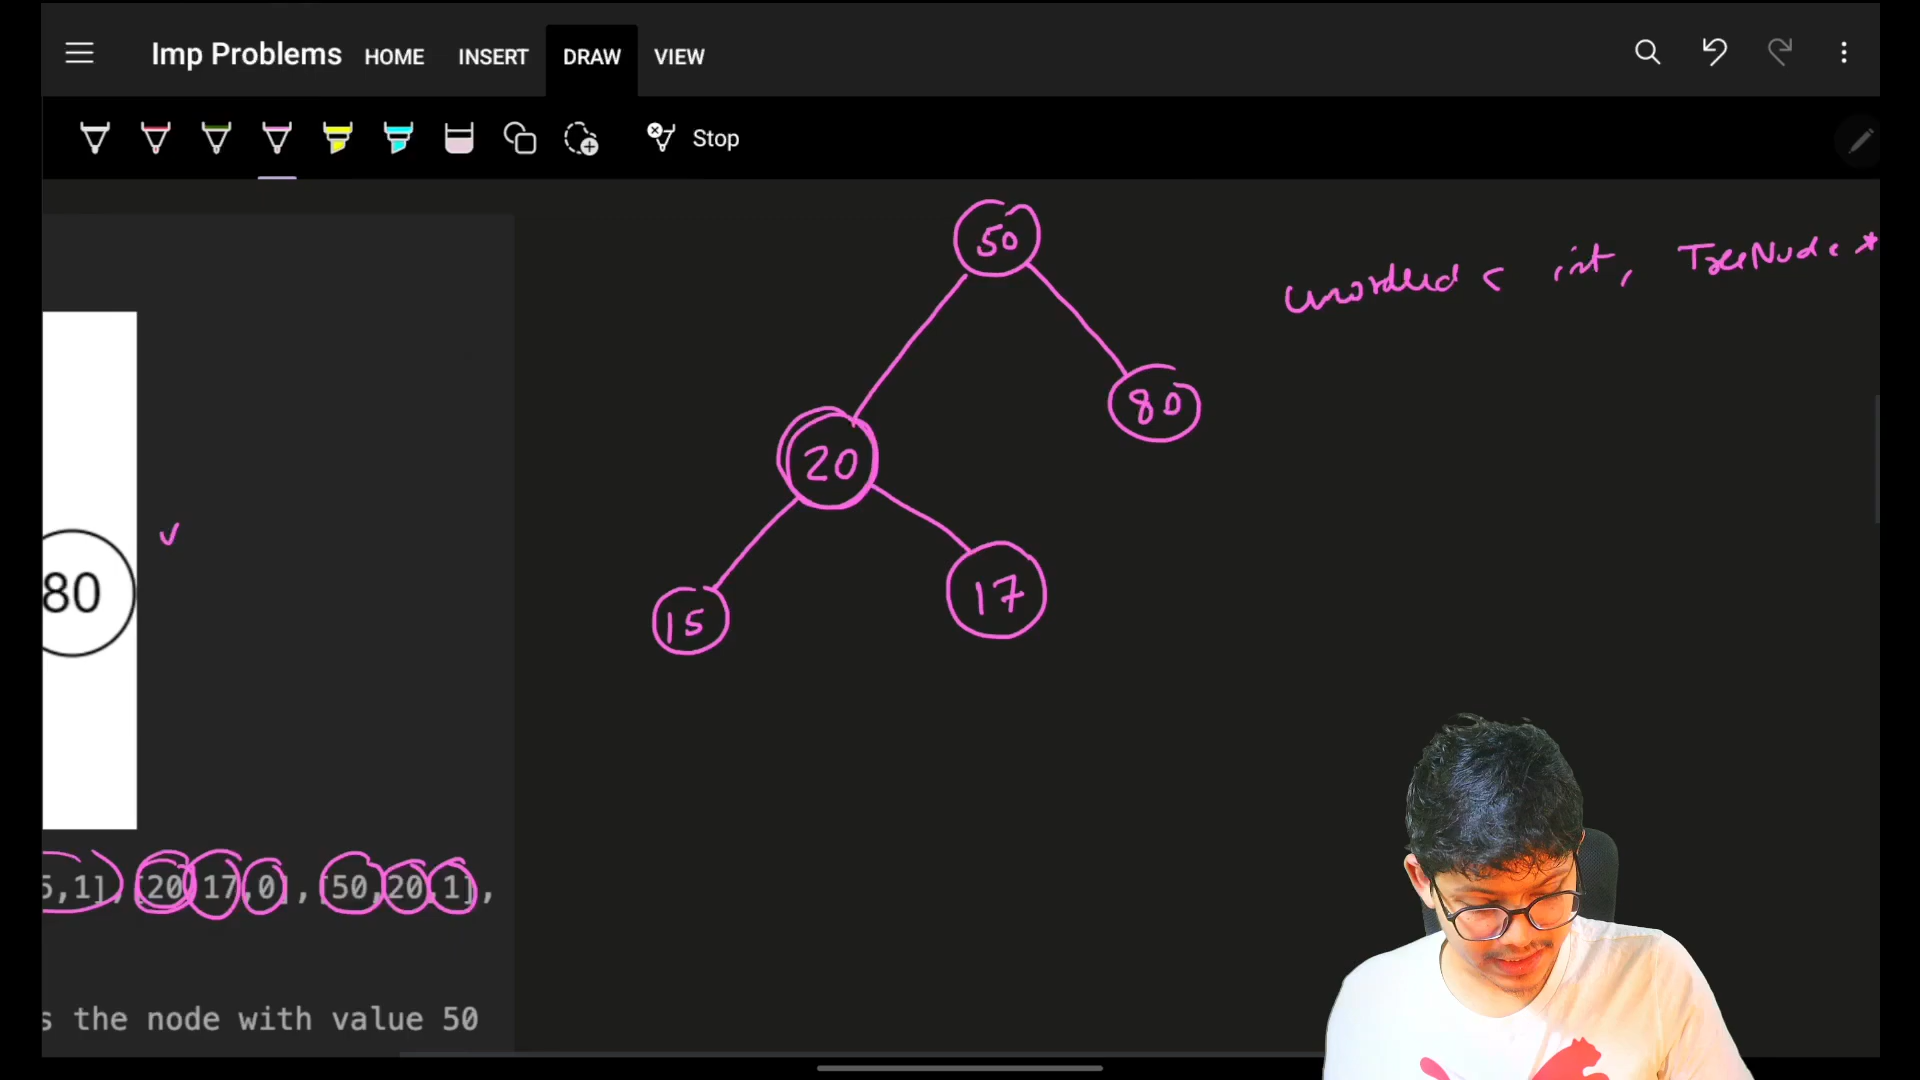 Imp Problems HOME INSERT DRAW VIEW
Stop
50
unordered < int, TreeNode *
80
20
80
17
15
5,1], [20,17,0], [50,20,1],
s the node with value 50